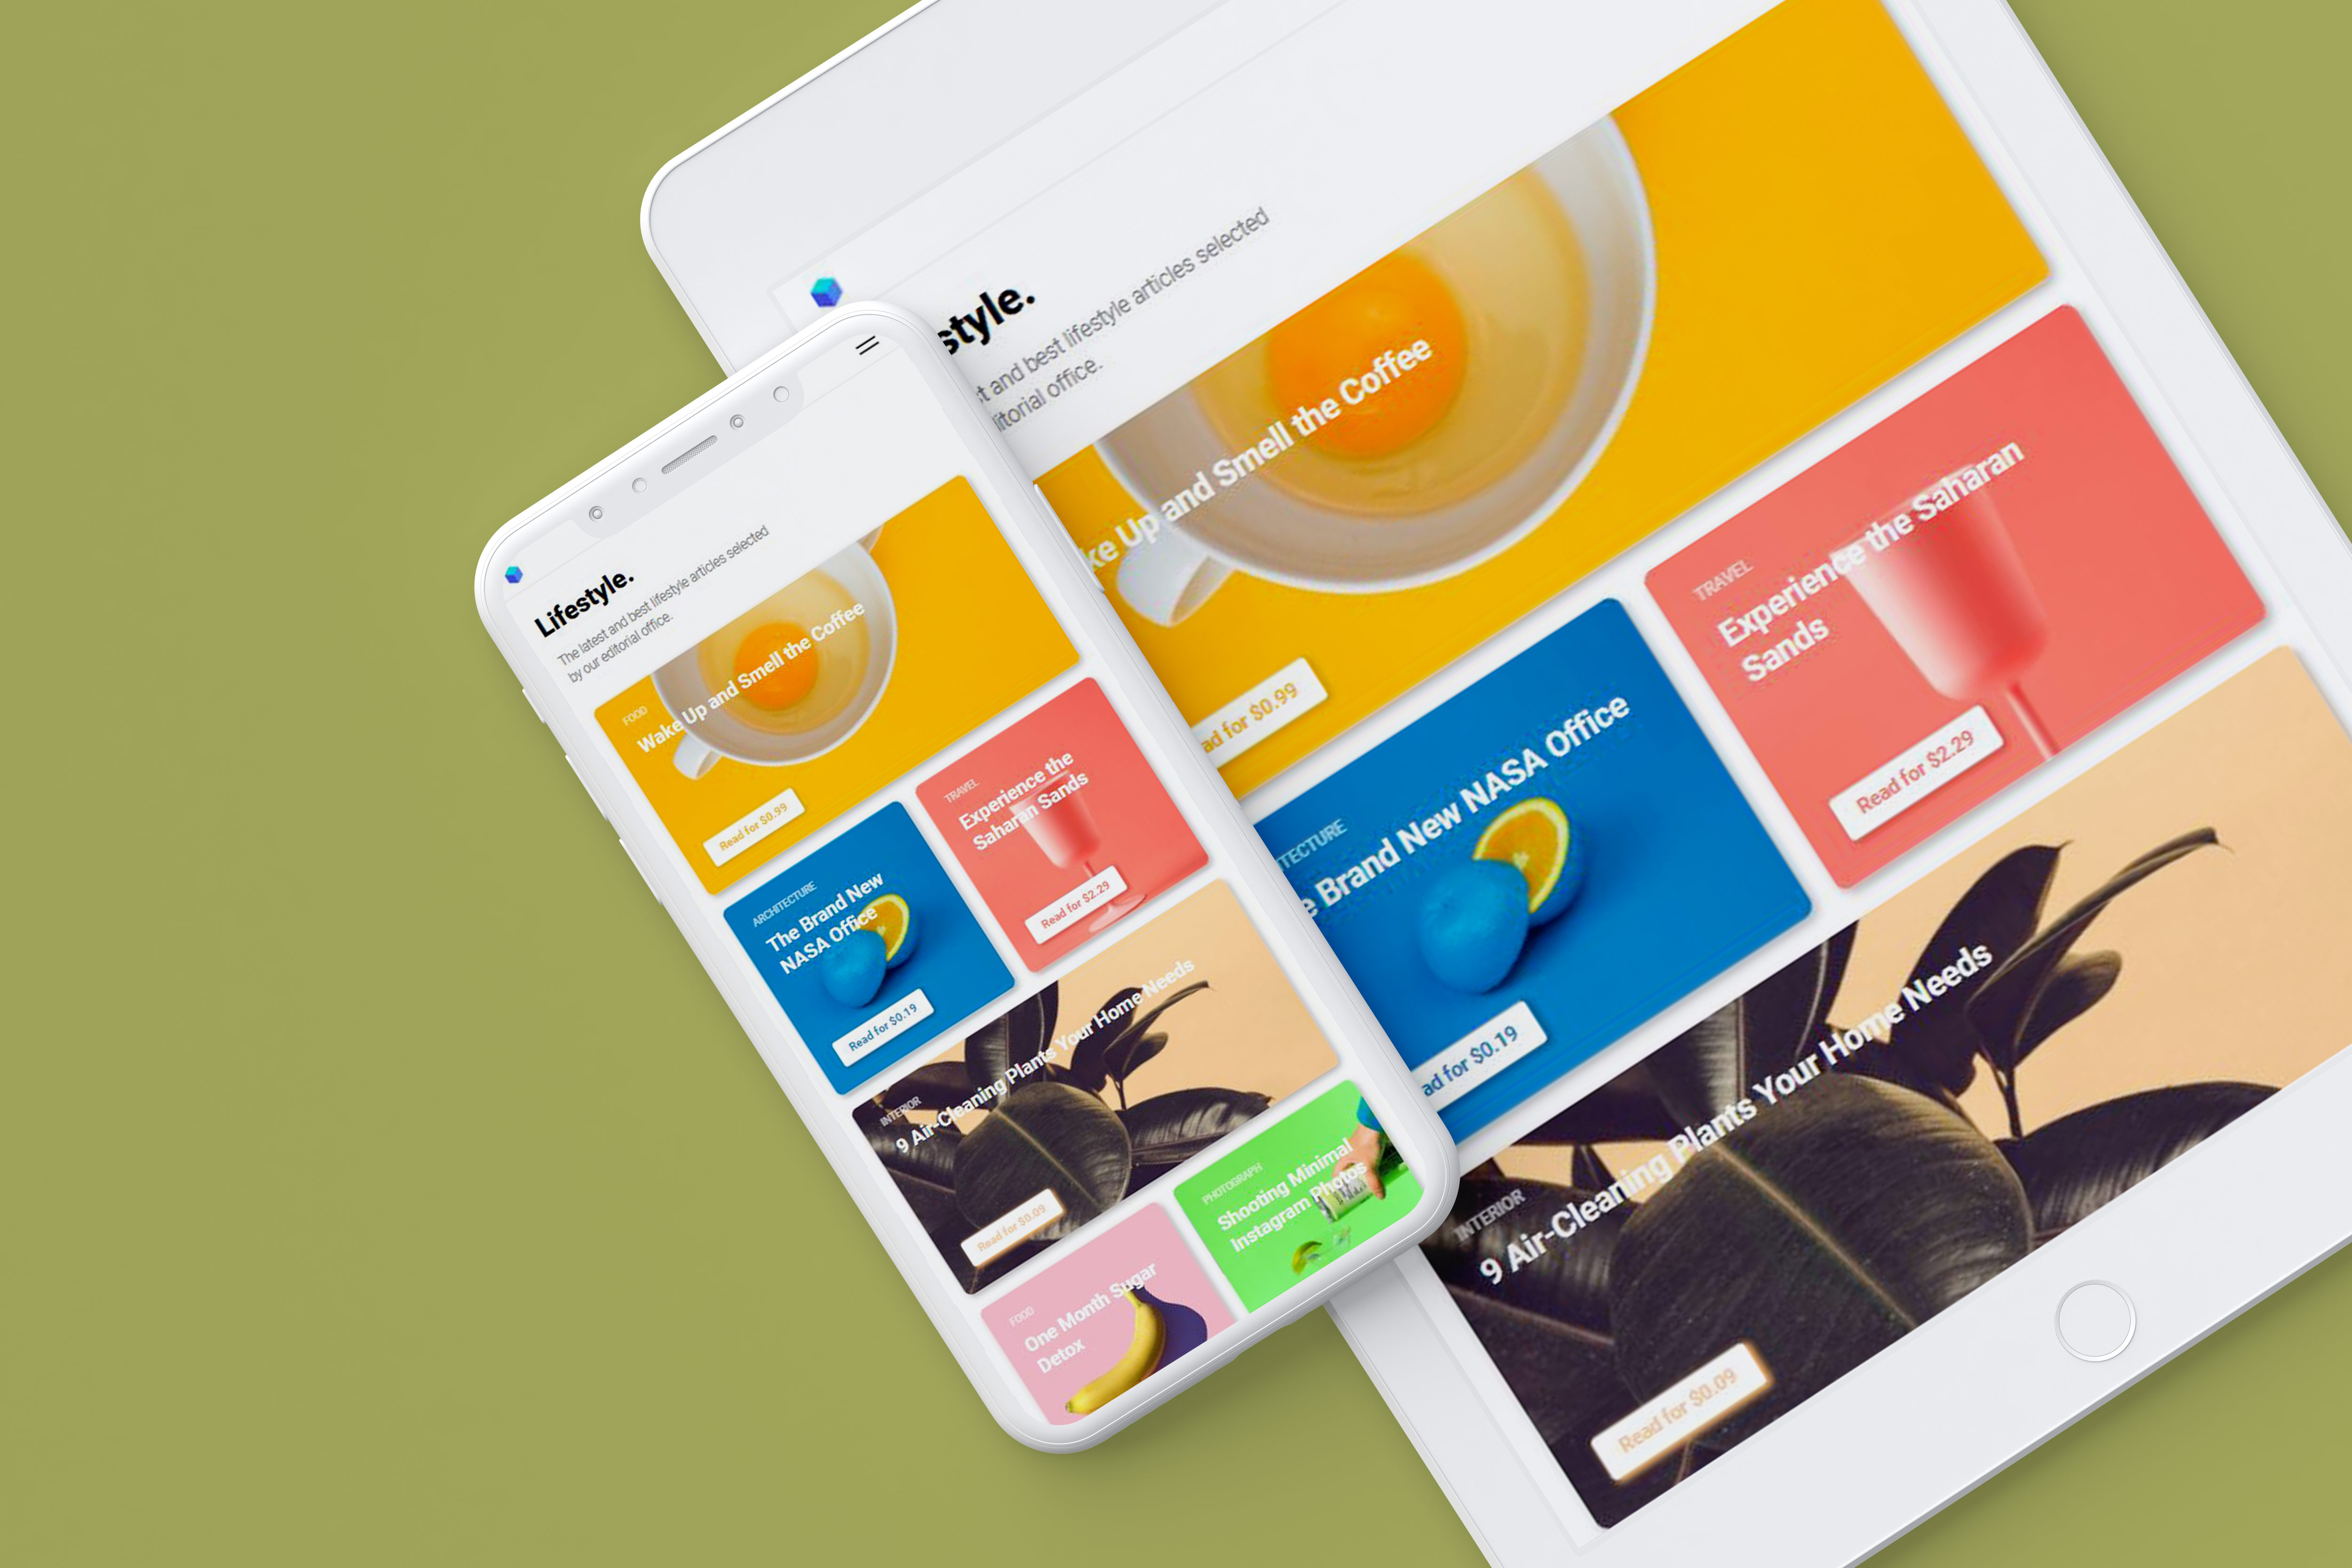 Lifestyle.
The latest and best lifestyle articles selected
by our editorial office.
FOOD
Wake Up and Smell the Coffee
Read for $0.99
TRAVEL
Experience the
Saharan Sands
Read for $2.29
ARCHITECTURE
The Brand New
NASA Office
Read for $0.19
INTERIOR
9 Air-Cleaning Plants Your Home Needs
Read for $0.09
PHOTOGRAPH
Shooting Minimal
Instagram Photos
FOOD
One Month Sugar
Detox
style.
t and best lifestyle articles selected
litorial office.
ke Up and Smell the Coffee
ad for $0.99
TRAVEL
Experience the Saharan
Sands
Read for $2.29
TECTURE
e Brand New NASA Office
ad for $0.19
INTERIOR
9 Air-Cleaning Plants Your Home Needs
Read for $0.09